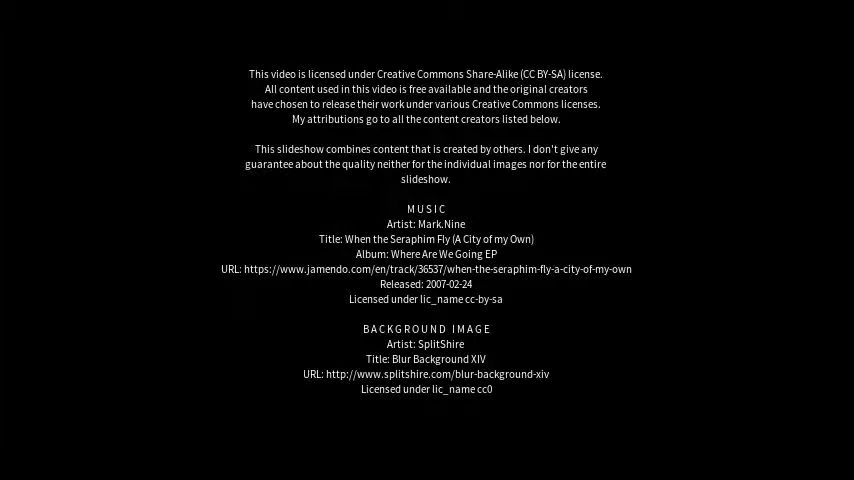 This video is licensed under Creative Commons Share-Alike (CC BY-SA) license.
All content used in this video is free available and the original creators
have chosen to release their work under various Creative Commons licenses.
My attributions go to all the content creators listed below.
This slideshow combines content that is created by others. I don't give any
guarantee about the quality neither for the individual images nor for the entire
slideshow.
MUSIC
Artist: Mark.Nine
Title: When the Seraphim Fly (A City of my Own)
Album: Where Are We Going EP
URL: https://www.jamendo.com/en/track/36537/when-the-seraphim-fly-a-city-of-my-own
Released: 2007-02-24
Licensed under lic_name cc-by-sa
BACKGROUND IMAGE
Artist: SplitShire
Title: Blur Background XIV
URL: http://www.splitshire.com/blur-background-xiv
Licensed under lic_name cc0